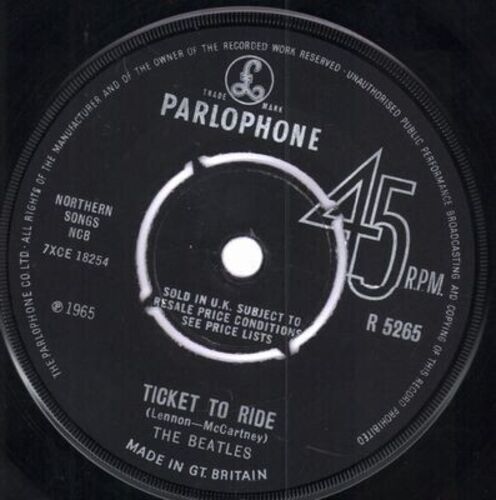 THE PARLOPHONE CO. LTD. · ALL RIGHTS OF THE MANUFACTURER AND OF THE OWNER OF THE RECORDED WORK RESERVED · UNAUTHORISED PUBLIC PERFORMANCE BROADCASTING AND COPYING OF THIS RECORD PROHIBITED
£
TRADE MARK
PARLOPHONE
45
R.P.M.
R 5265
NORTHERN
SONGS
NCB
7XCE 18254
℗ 1965
SOLD IN U.K. SUBJECT TO
RESALE PRICE CONDITIONS
SEE PRICE LISTS
TICKET TO RIDE
(Lennon—McCartney)
THE BEATLES
MADE IN GT. BRITAIN